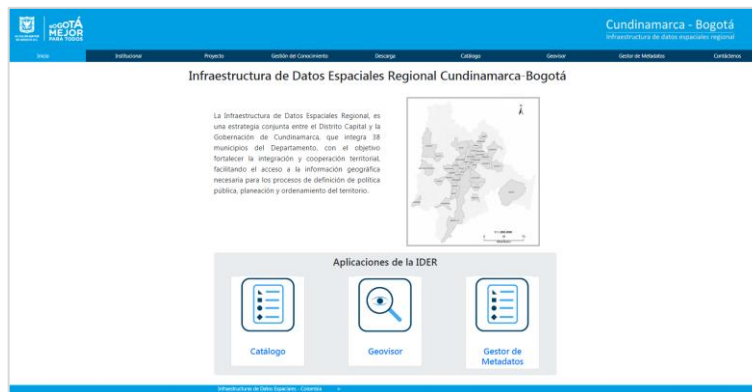 BOGOTÁ
MEJOR
PARA TODOS
Cundinamarca - Bogotá
Infraestructura de datos espaciales regional
Inicio
Institucional
Proyecto
Gestión del Conocimiento
Descarga
Catálogo
Geovisor
Gestor de Metadatos
Contáctenos
Infraestructura de Datos Espaciales Regional Cundinamarca-Bogotá
La Infraestructura de Datos Espaciales Regional, es
una estrategia conjunta entre el Distrito Capital y la
Gobernación de Cundinamarca, que integra 38
municipios del Departamento, con el objetivo
fortalecer la integración y cooperación territorial,
facilitando el acceso a la información geográfica
necesaria para los procesos de definición de política
pública, planeación y ordenamiento del territorio.
Aplicaciones de la IDER
Catálogo
Geovisor
Gestor de
Metadatos
Infraestructuras de Datos Espaciales - Colombia